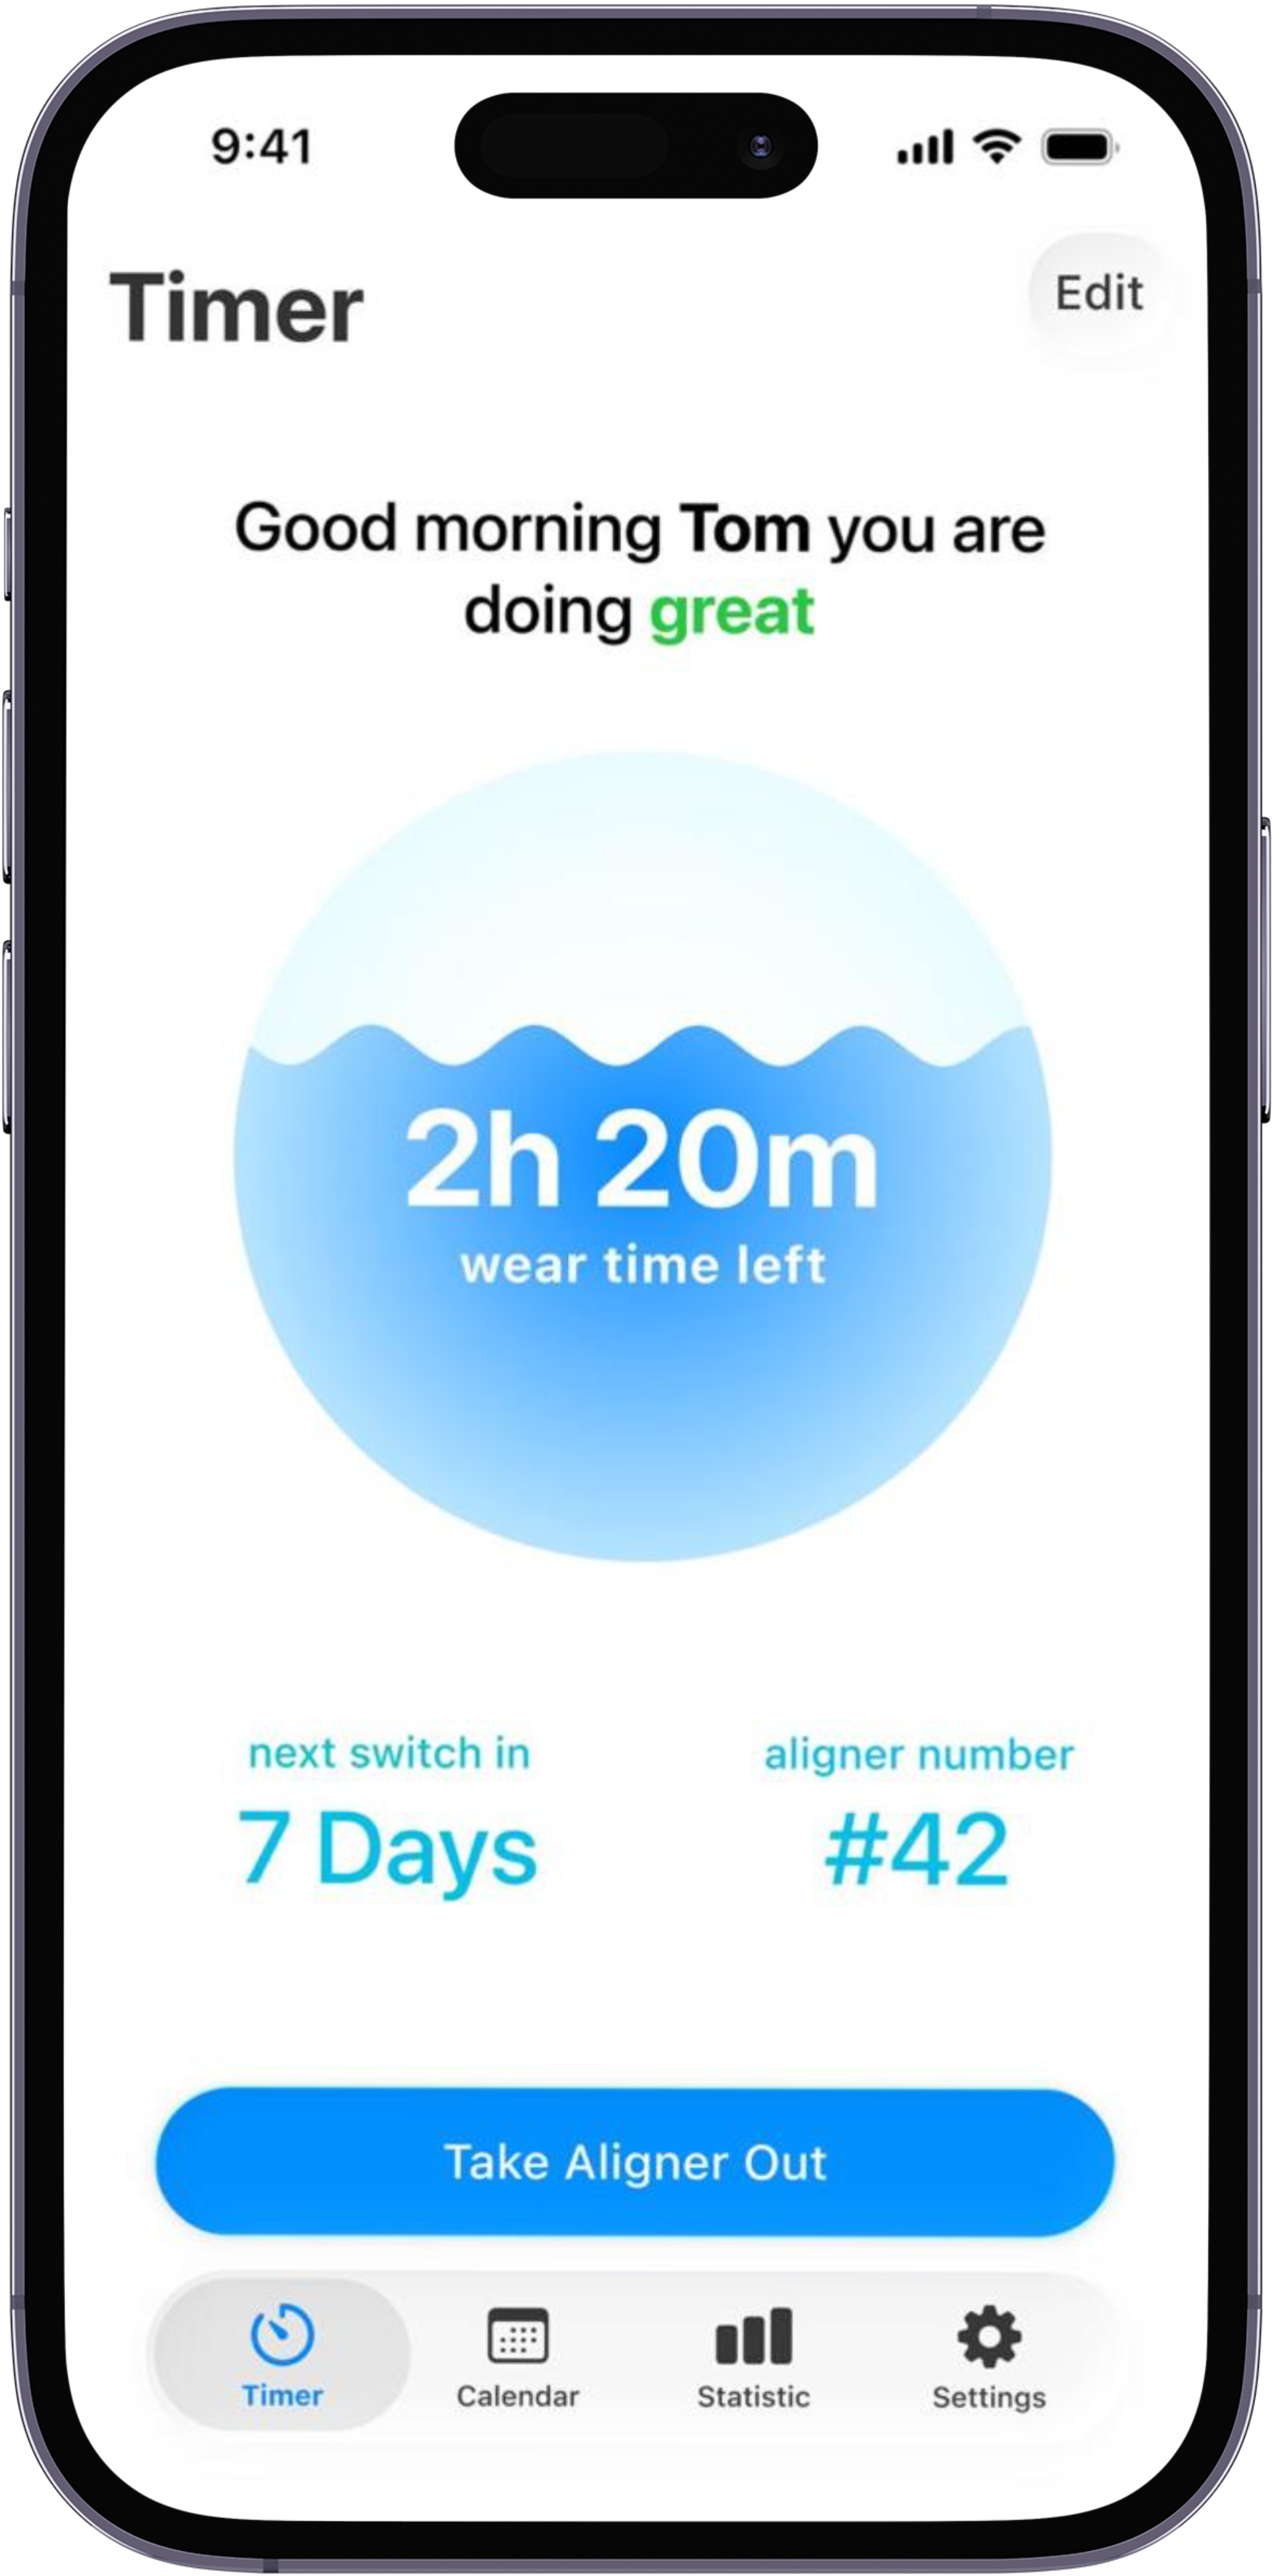 9:41
Timer
Edit
Good morning Tom you are
doing great
2h 20m
wear time left
next switch in
aligner number
7 Days
#42
Take Aligner Out
Timer
Calendar
Statistic
Settings